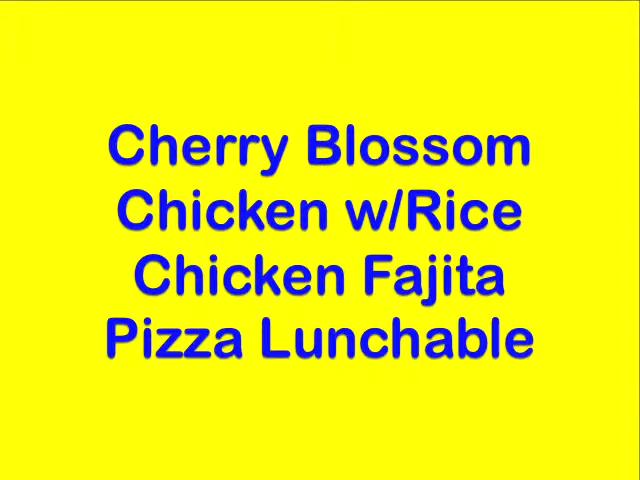 Cherry Blossom
Chicken w/Rice
Chicken Fajita
Pizza Lunchable